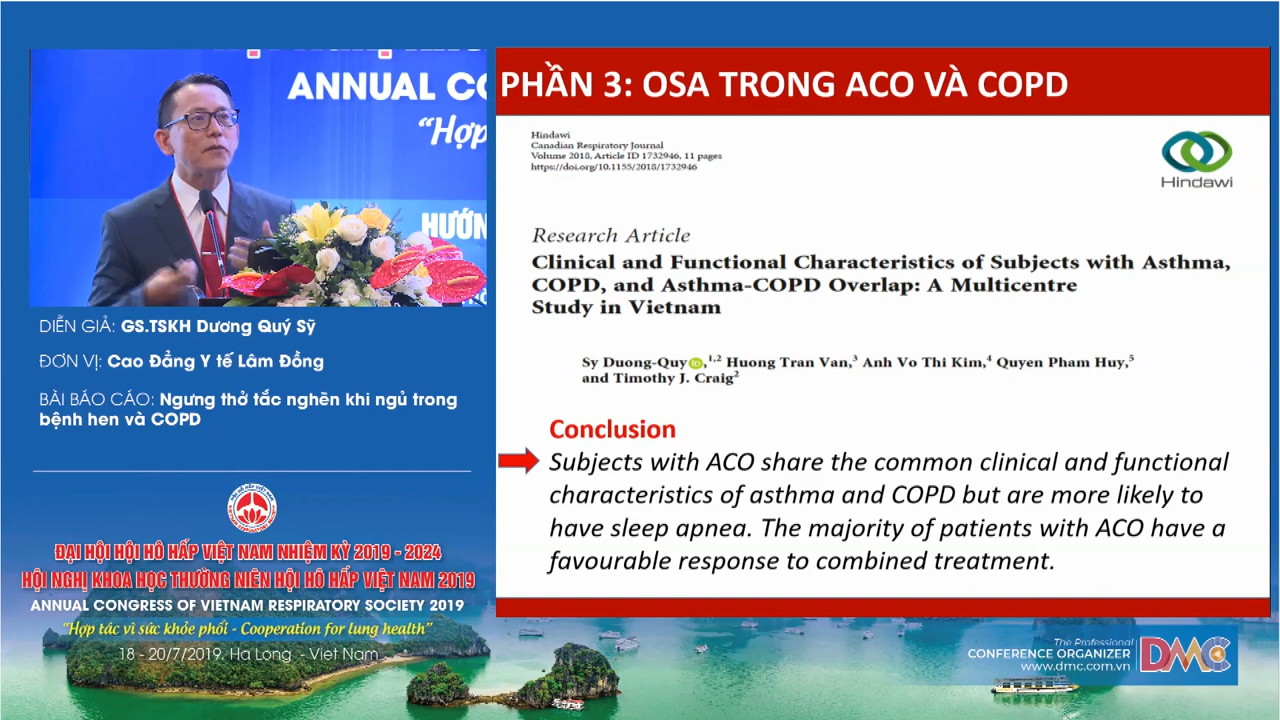 ANNUAL CO
“Hợp
HƯỚN
DIỄN GIẢ: GS.TSKH Dương Quý Sỹ
ĐƠN VỊ: Cao Đẳng Y tế Lâm Đồng
BÀI BÁO CÁO: Ngưng thở tắc nghẽn khi ngủ trong
bệnh hen và COPD
ĐẠI HỘI HỘI HÔ HẤP VIỆT NAM NHIỆM KỲ 2019 - 2024
HỘI NGHỊ KHOA HỌC THƯỜNG NIÊN HỘI HÔ HẤP VIỆT NAM 2019
ANNUAL CONGRESS OF VIETNAM RESPIRATORY SOCIETY 2019
“Hợp tác vì sức khỏe phổi - Cooperation for lung health”
18 - 20/7/2019. Ha Long - Viet Nam
PHẦN 3: OSA TRONG ACO VÀ COPD
Hindawi
Canadian Respiratory Journal
Volume 2018, Article ID 1732946, 11 pages
https://doi.org/10.1155/2018/1732946
Hindawi
Research Article
Clinical and Functional Characteristics of Subjects with Asthma,
COPD, and Asthma-COPD Overlap: A Multicentre
Study in Vietnam
Sy Duong-Quy iD,1,2 Huong Tran Van,3 Anh Vo Thi Kim,4 Quyen Pham Huy,5
and Timothy J. Craig2
Conclusion
Subjects with ACO share the common clinical and functional
characteristics of asthma and COPD but are more likely to
have sleep apnea. The majority of patients with ACO have a
favourable response to combined treatment.
The Professional
CONFERENCE ORGANIZER
www.dmc.com.vn
DMC